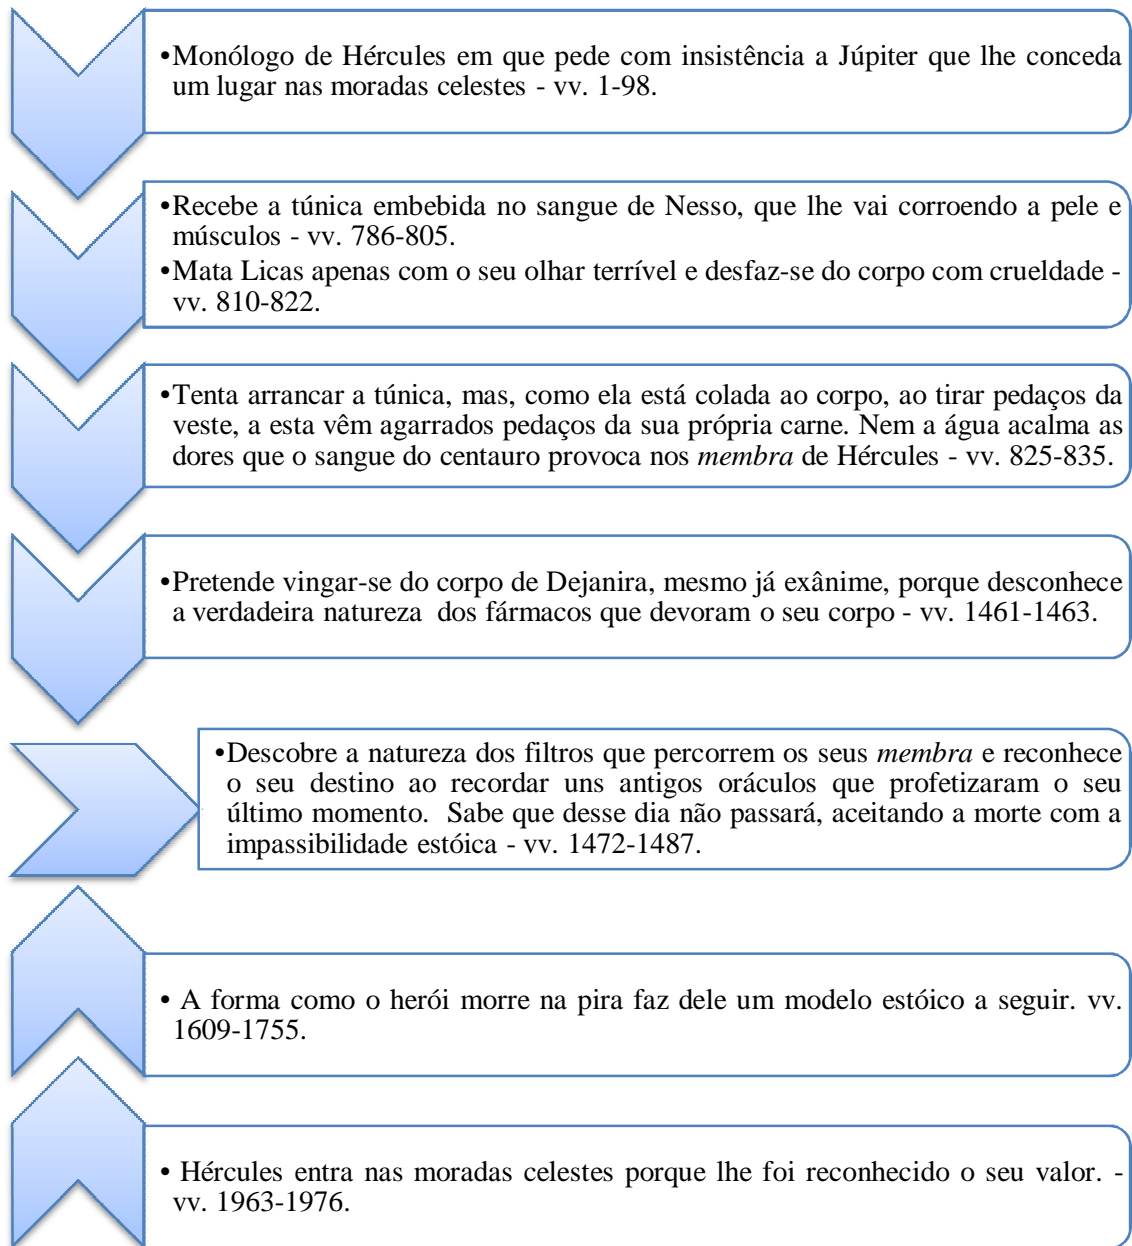 •Monólogo de Hércules em que pede com insistência a Júpiter que lhe conceda
um lugar nas moradas celestes - vv. 1-98.
•Recebe a túnica embebida no sangue de Nesso, que lhe vai corroendo a pele e
músculos - vv. 786-805.
•Mata Licas apenas com o seu olhar terrível e desfaz-se do corpo com crueldade -
vv. 810-822.
•Tenta arrancar a túnica, mas, como ela está colada ao corpo, ao tirar pedaços da
veste, a esta vêm agarrados pedaços da sua própria carne. Nem a água acalma as
dores que o sangue do centauro provoca nos membra de Hércules - vv. 825-835.
•Pretende vingar-se do corpo de Dejanira, mesmo já exânime, porque desconhece
a verdadeira natureza dos fármacos que devoram o seu corpo - vv. 1461-1463.
•Descobre a natureza dos filtros que percorrem os seus membra e reconhece
o seu destino ao recordar uns antigos oráculos que profetizaram o seu
último momento. Sabe que desse dia não passará, aceitando a morte com a
impassibilidade estóica - vv. 1472-1487.
• A forma como o herói morre na pira faz dele um modelo estóico a seguir. vv.
1609-1755.
• Hércules entra nas moradas celestes porque lhe foi reconhecido o seu valor. -
vv. 1963-1976.